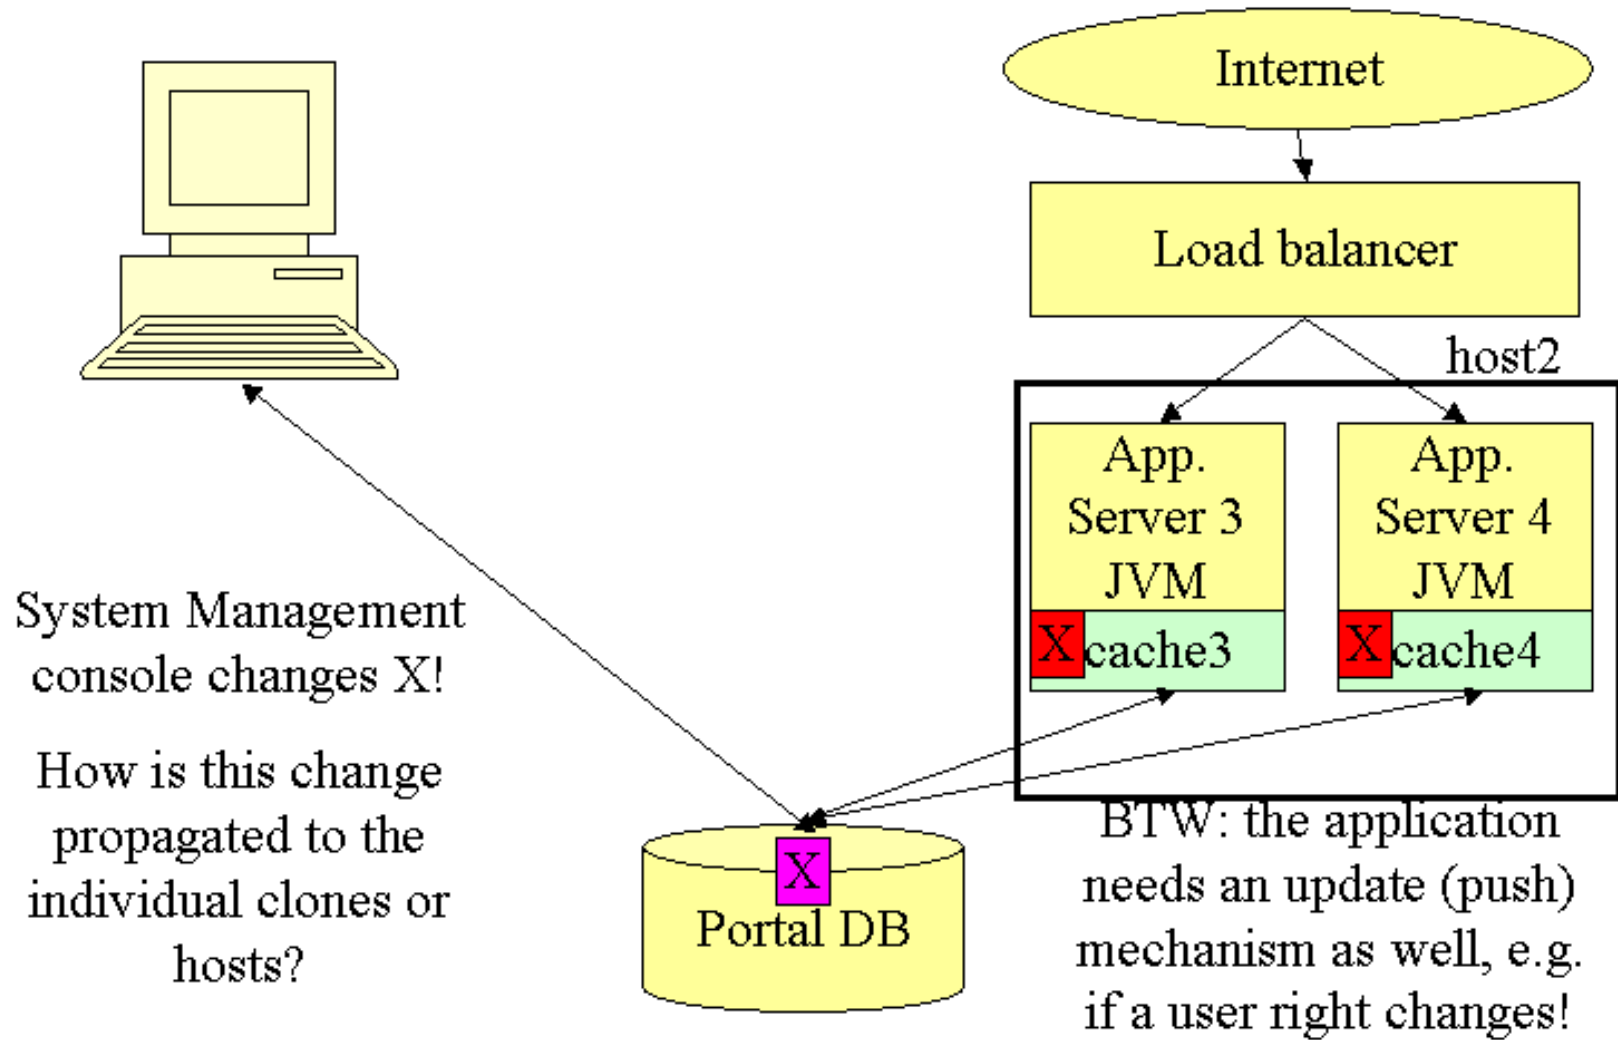 Internet
Load balancer
host2
App.
Server 3
JVM
X
cache3
App.
Server 4
JVM
X
cache4
System Management
console changes X!
How is this change
propagated to the
individual clones or
hosts?
X
Portal DB
BTW: the application
needs an update (push)
mechanism as well, e.g.
if a user right changes!